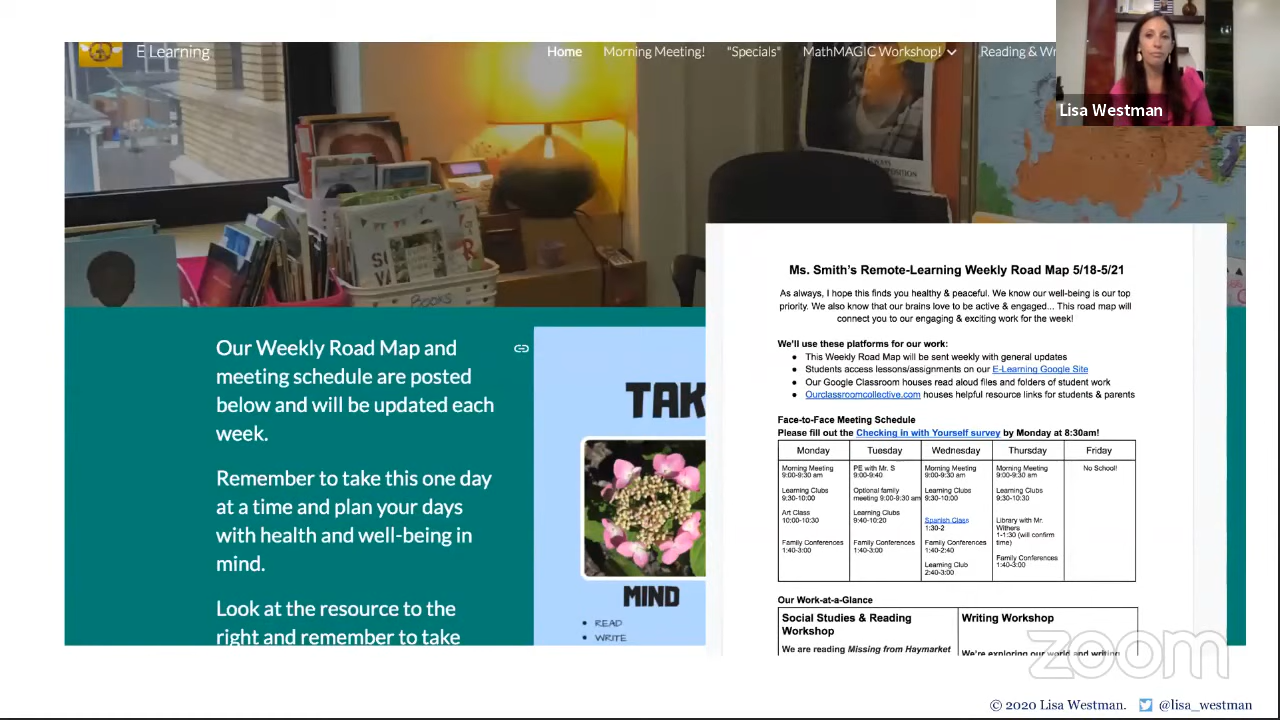 E Learning
Home
Morning Meeting!
"Specials"
MathMAGIC Workshop!
Reading & Wr
Lisa Westman
BOOKS
Our Weekly Road Map and
meeting schedule are posted
below and will be updated each
week.
Remember to take this one day
at a time and plan your days
with health and well-being in
mind.
Look at the resource to the
right and remember to take
TAK
MIND
READ
WRITE
Ms. Smith's Remote-Learning Weekly Road Map 5/18-5/21
As always, I hope this finds you healthy & peaceful. We know our well-being is our top
priority. We also know that our brains love to be active & engaged... This road map will
connect you to our engaging & exciting work for the week!
We'll use these platforms for our work:
This Weekly Road Map will be sent weekly with general updates
Students access lessons/assignments on our E-Learning Google Site
Our Google Classroom houses read aloud files and folders of student work
Ourclassroomcollective.com houses helpful resource links for students & parents
Face-to-Face Meeting Schedule
Please fill out the Checking in with Yourself survey by Monday at 8:30am!
Monday
Tuesday
Wednesday
Thursday
Friday
Morning Meeting
9:00-9:30 am
Learning Clubs
9:30-10:00
Art Class
10:00-10:30
Family Conferences
1:40-3:00
PE with Mr. S
9:00-9:40
Optional family
meeting 9:00-9:30 am
Learning Clubs
9:40-10:20
Family Conferences
1:40-3:00
Morning Meeting
9:00-9:30 am
Learning Clubs
9:30-10:00
Spanish Class
1:30-2
Family Conferences
1:40-2:40
Learning Club
2:40-3:00
Morning Meeting
9:00-9:30 am
Learning Clubs
9:30-10:30
Library with Mr.
Withers
1-1:30 (will confirm
time)
Family Conferences
1:40-3:00
No School!
Our Work-at-a-Glance
Social Studies & Reading
Workshop
We are reading Missing from Haymarket
Writing Workshop
We're exploring our world and writing
zoom
© 2020 Lisa Westman.
@lisa_westman